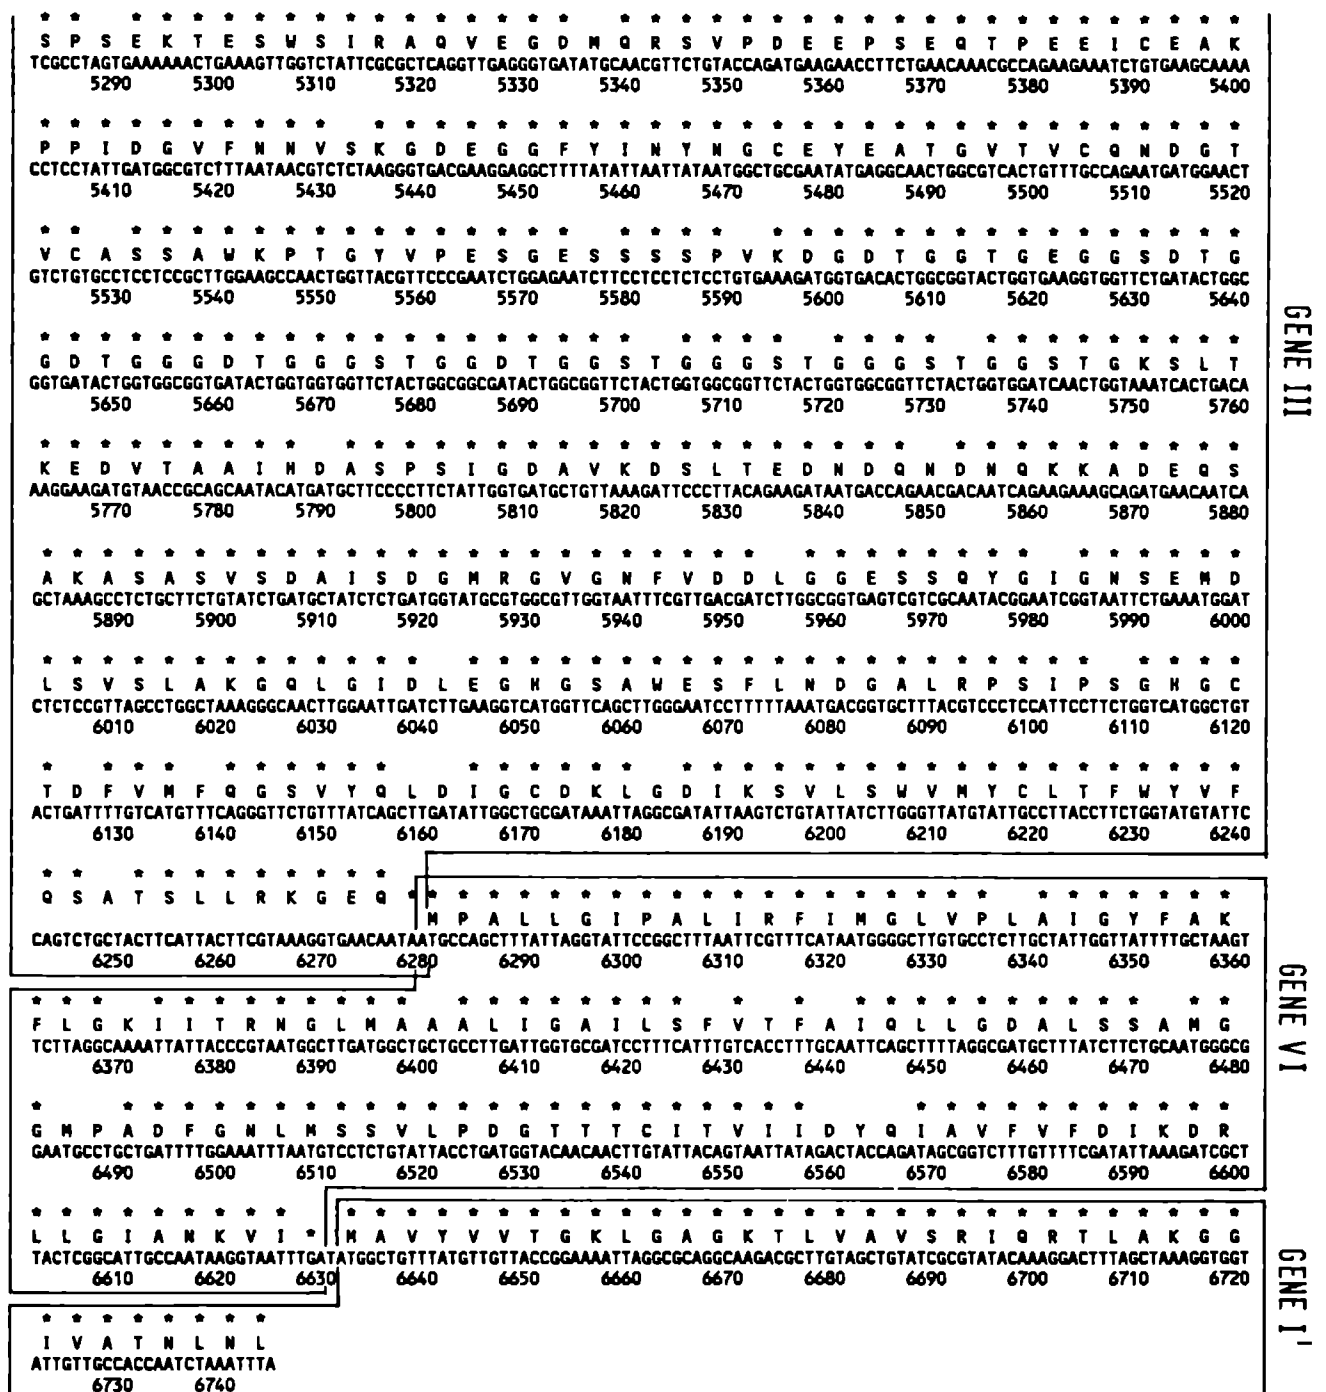 S P S E K T E S W S I R A Q V E G D M Q R S V P D E E P S E Q T P E E I C E A K
TCGCCTAGTGAAAAAACTGAAAGTTGGTCTATTCGCGCTCAGGTTGAGGGTGATATGCAACGTTCTGTACCAGATGAAGAACCTTCTGAACAAACGCCAGAAGAAATCTGTGAAGCAAAA
5290 5300 5310 5320 5330 5340 5350 5360 5370 5380 5390 5400
P P I D G V F N N V S K G D E G G F Y I N Y N G C E Y E A T G V T V C Q N D G T
CCTCCTATTGATGGCGTCTTTAATAACGTCTCTAAGGGTGACGAAGGAGGCTTTTATATTAATTATAATGGCTGCGAATATGAGGCAACTGGCGTCACTGTTTGCCAGAATGATGGAACT
5410 5420 5430 5440 5450 5460 5470 5480 5490 5500 5510 5520
V C A S S A W K P T G Y V P E S G E S S S S P V K D G D T G G T G E G G S D T G
GTCTGTGCCTCCTCCGCTTGGAAGCCAACTGGTTACGTTCCCGAATCTGGAGAATCTTCCTCCTCTCCTGTGAAAGATGGTGACACTGGCGGTACTGGTGAAGGTGGTTCTGATACTGGC
5530 5540 5550 5560 5570 5580 5590 5600 5610 5620 5630 5640
G D T G G G D T G G G S T G G D T G G S T G G G S T G G G S T G G S T G K S L T
GGTGATACTGGTGGCGGTGATACTGGTGGTGGTTCTACTGGCGGCGATACTGGCGGTTCTACTGGTGGCGGTTCTACTGGTGGCGGTTCTACTGGTGGATCAACTGGTAAATCACTGACA
5650 5660 5670 5680 5690 5700 5710 5720 5730 5740 5750 5760
K E D V T A A I H D A S P S I G D A V K D S L T E D N D Q N D N Q K K A D E Q S
AAGGAAGATGTAACCGCAGCAATACATGATGCTTCCCCTTCTATTGGTGATGCTGTTAAAGATTCCCTTACAGAAGATAATGACCAGAACGACAATCAGAAGAAAGCAGATGAACAATCA
5770 5780 5790 5800 5810 5820 5830 5840 5850 5860 5870 5880
A K A S A S V S D A I S D G M R G V G N F V D D L G G E S S Q Y G I G N S E M D
GCTAAAGCCTCTGCTTCTGTATCTGATGCTATCTCTGATGGTATGCGTGGCGTTGGTAATTTCGTTGACGATCTTGGCGGTGAGTCGTCGCAATACGGAATCGGTAATTCTGAAATGGAT
5890 5900 5910 5920 5930 5940 5950 5960 5970 5980 5990 6000
L S V S L A K G Q L G I D L E G H G S A W E S F L N D G A L R P S I P S G H G C
CTCTCCGTTAGCCTGGCTAAAGGGCAACTTGGAATTGATCTTGAAGGTCATGGTTCAGCTTGGGAATCCTTTTTAAATGACGGTGCTTTACGTCCCTCCATTCCTTCTGGTCATGGCTGT
6010 6020 6030 6040 6050 6060 6070 6080 6090 6100 6110 6120
T D F V M F Q G S V Y Q L D I G C D K L G D I K S V L S W V M Y C L T F W Y V F
ACTGATTTTGTCATGTTTCAGGGTTCTGTTTATCAGCTTGATATTGGCTGCGATAAATTAGGCGATATTAAGTCTGTATTATCTTGGGTTATGTATTGCCTTACCTTCTGGTATGTATTC
6130 6140 6150 6160 6170 6180 6190 6200 6210 6220 6230 6240
Q S A T S L L R K G E Q * M P A L L G I P A L I R F I M G L V P L A I G Y F A K
CAGTCTGCTACTTCATTACTTCGTAAAGGTGAACAATAATGCCAGCTTTATTAGGTATTCCGGCTTTAATTCGTTTCATAATGGGGCTTGTGCCTCTTGCTATTGGTTATTTTGCTAAGT
6250 6260 6270 6280 6290 6300 6310 6320 6330 6340 6350 6360
F L G K I I T R N G L M A A A L I G A I L S F V T F A I Q L L G D A L S S A M G
TCTTAGGCAAAATTATTACCCGTAATGGCTTGATGGCTGCTGCCTTGATTGGTGCGATCCTTTCATTTGTCACCTTTGCAATTCAGCTTTTAGGCGATGCTTTATCTTCTGCAATGGGCG
6370 6380 6390 6400 6410 6420 6430 6440 6450 6460 6470 6480
G M P A D F G N L M S S V L P D G T T T C I T V I I D Y Q I A V F V F D I K D R
GAATGCCTGCTGATTTTGGAAATTTAATGTCCTCTGTATTACCTGATGGTACAACAACTTGTATTACAGTAATTATAGACTACCAGATAGCGGTCTTTGTTTTCGATATTAAAGATCGCT
6490 6500 6510 6520 6530 6540 6550 6560 6570 6580 6590 6600
L L G I A N K V I * M A V Y V V T G K L G A G K T L V A V S R I Q R T L A K G G
TACTCGGCATTGCCAATAAGGTAATTTGATATGGCTGTTTATGTTGTTACCGGAAAATTAGGCGCAGGCAAGACGCTTGTAGCTGTATCGCGTATACAAAGGACTTTAGCTAAAGGTGGT
6610 6620 6630 6640 6650 6660 6670 6680 6690 6700 6710 6720
I V A T N L N L
ATTGTTGCCACCAATCTAAATTTA
6730 6740
GENE III
GENE VI
GENE I'